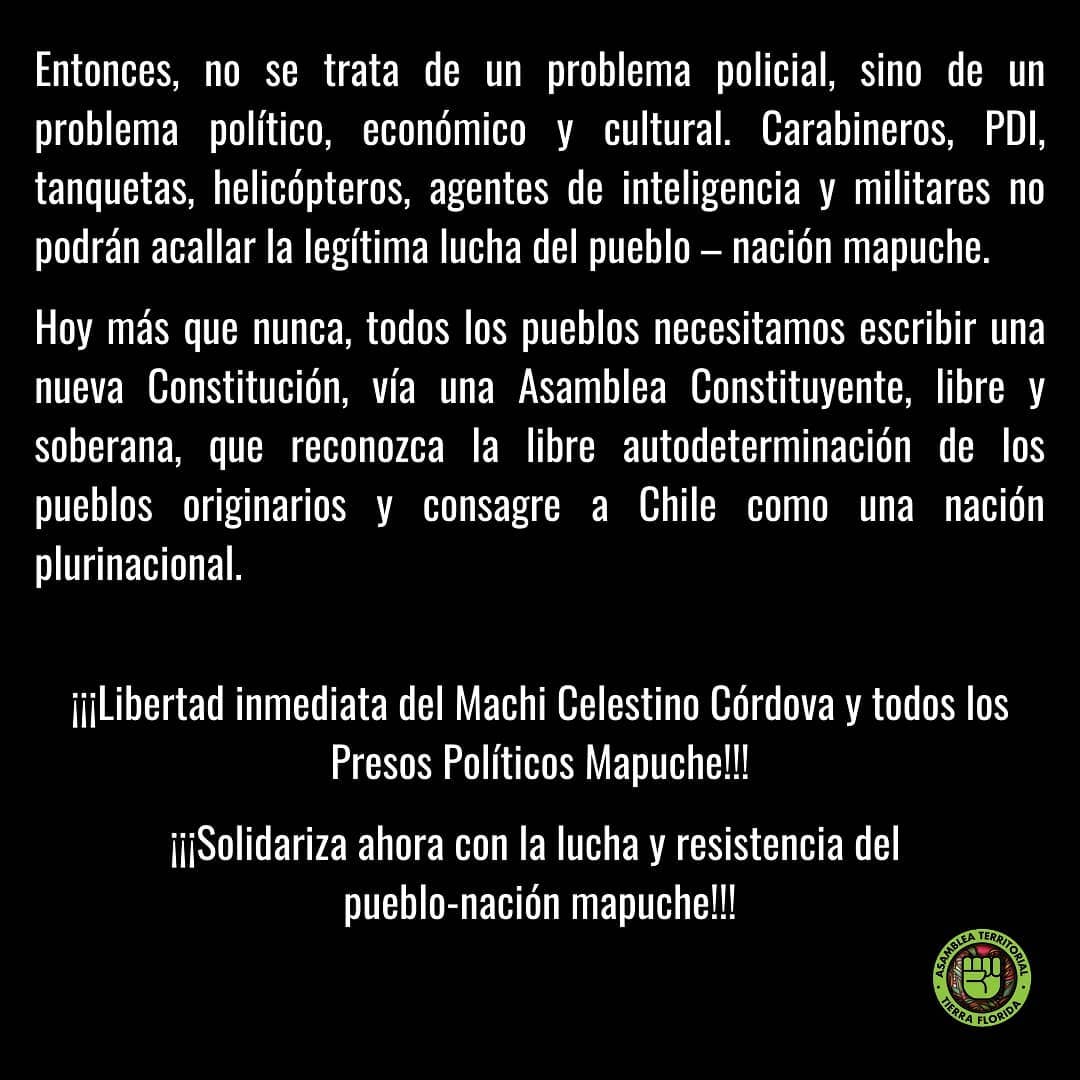 Entonces, no se trata de un problema policial, sino de un
problema político, económico y cultural. Carabineros, PDI,
tanquetas, helicópteros, agentes de inteligencia y militares no
podrán acallar la legítima lucha del pueblo – nación mapuche.
Hoy más que nunca, todos los pueblos necesitamos escribir una
nueva Constitución, vía una Asamblea Constituyente, libre y
soberana, que reconozca la libre autodeterminación de los
pueblos originarios y consagre a Chile como una nación
plurinacional.
¡¡¡Libertad inmediata del Machi Celestino Córdova y todos los
Presos Políticos Mapuche!!!
¡¡¡Solidariza ahora con la lucha y resistencia del
pueblo-nación mapuche!!!
ASAMBLEA TERRITORIAL
TIERRA FLORIDA